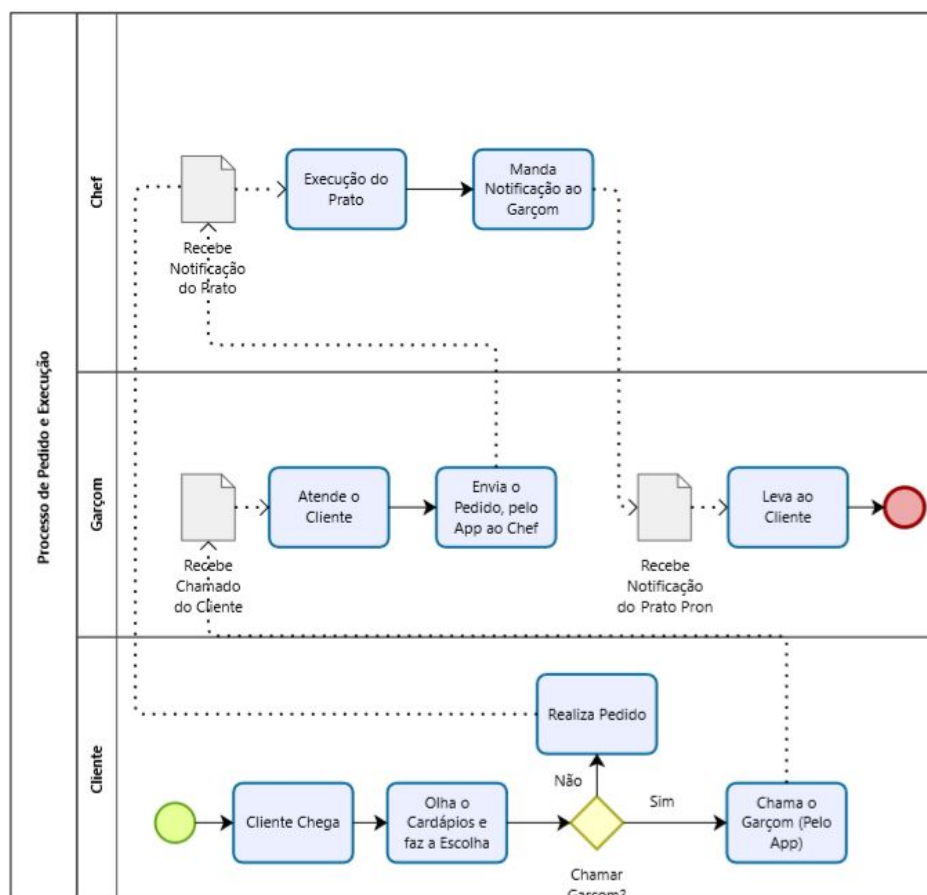 Processo de Pedido e Execução
Chef
Recebe
Notificação
do Prato
Execução do
Prato
Manda
Notificação ao
Garçom
Garçom
Recebe
Chamado
do Cliente
Atende o
Cliente
Envia o
Pedido, pelo
App ao Chef
Recebe
Notificação
do Prato Pron
Leva ao
Cliente
Cliente
Cliente Chega
Olha o
Cardápios e
faz a Escolha
Realiza Pedido
Não
Sim
Chamar
Garçom?
Chama o
Garçom (Pelo
App)